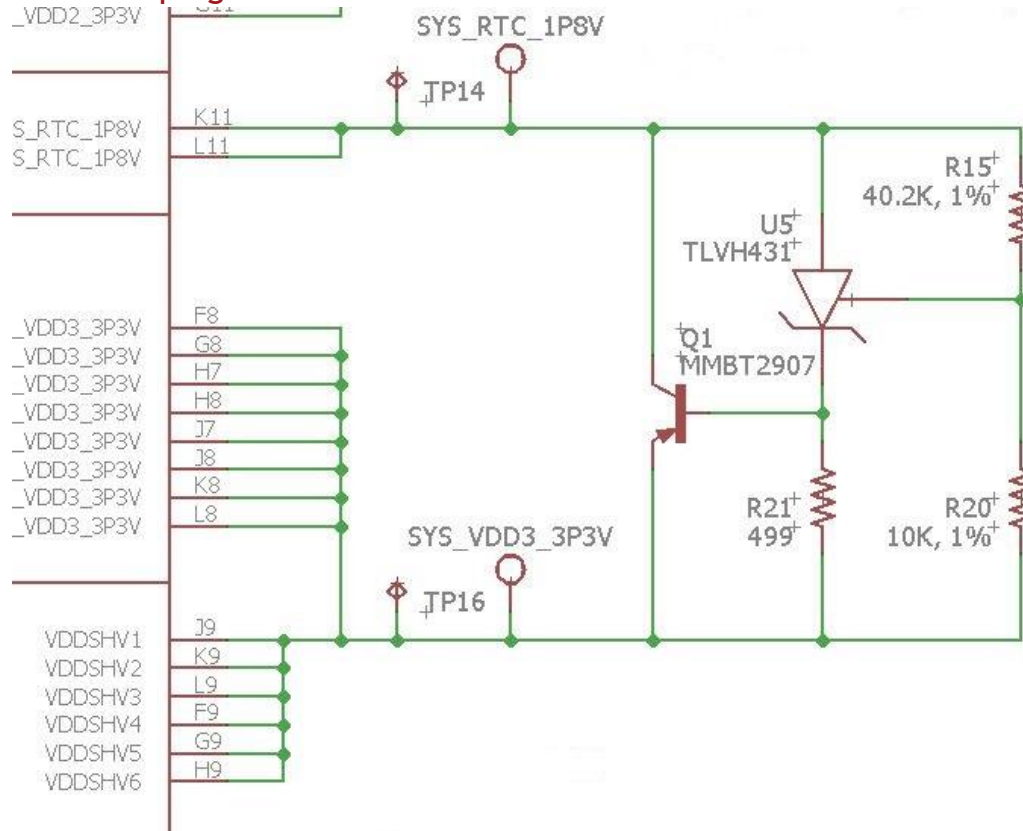 _VDD2_3P3V
SYS_RTC_1P8V
TP14
K11
S_RTC_1P8V
L11
S_RTC_1P8V
R15
40.2K, 1%
U5
TLVH431
F8
_VDD3_3P3V
G8
_VDD3_3P3V
H7
_VDD3_3P3V
H8
_VDD3_3P3V
J7
_VDD3_3P3V
J8
_VDD3_3P3V
K8
_VDD3_3P3V
L8
_VDD3_3P3V
Q1
MMBT2907
R21
499
R20
10K, 1%
SYS_VDD3_3P3V
TP16
J9
VDDSHV1
K9
VDDSHV2
L9
VDDSHV3
F9
VDDSHV4
G9
VDDSHV5
H9
VDDSHV6